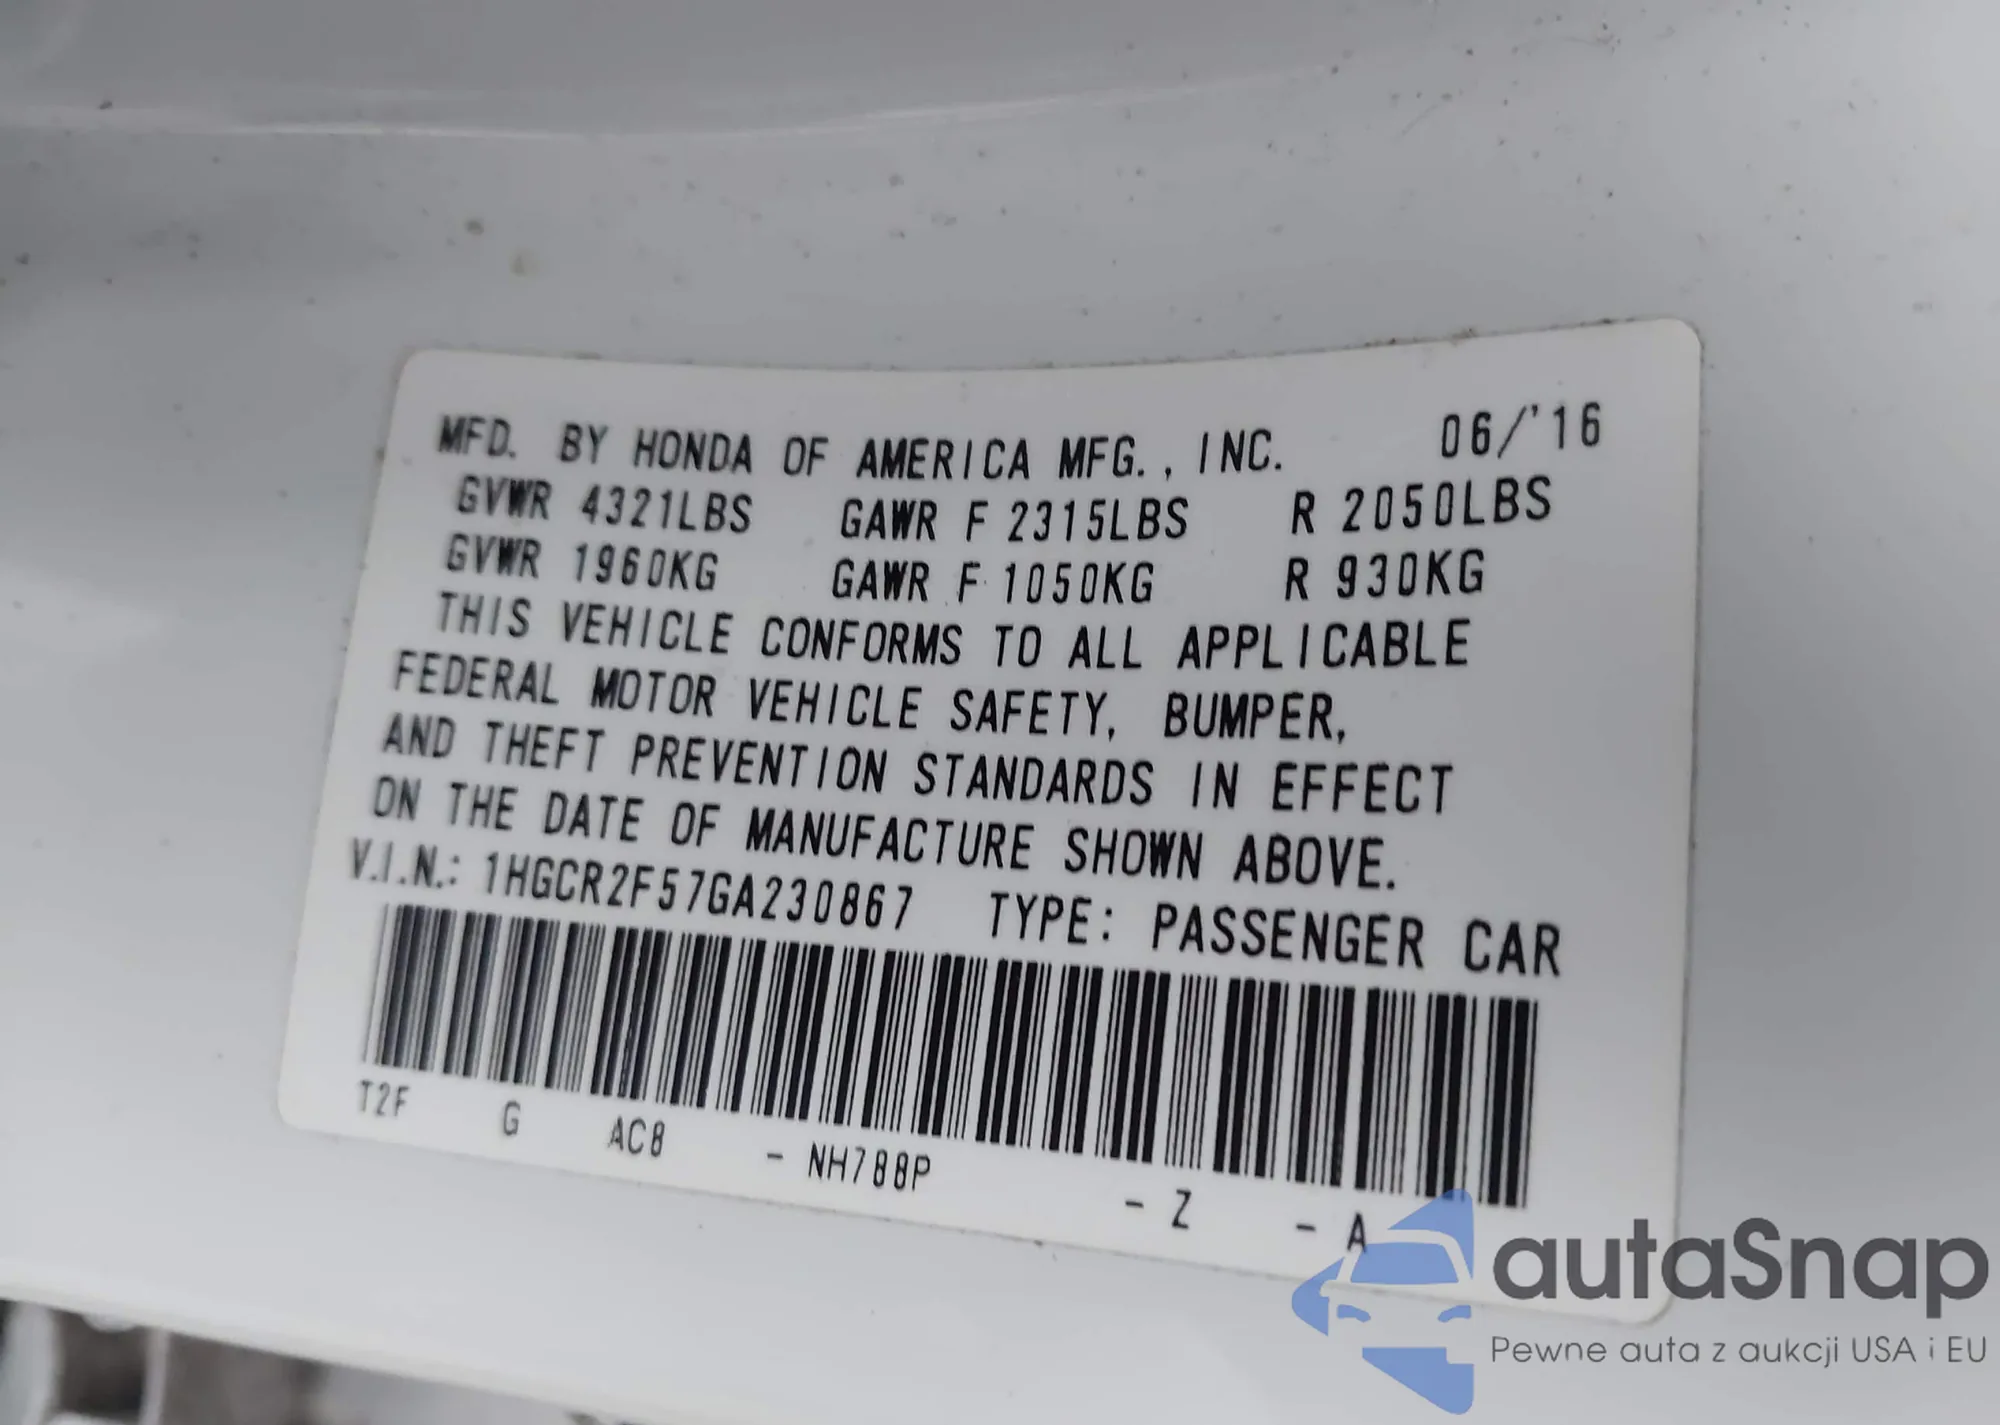 MFD. BY HONDA OF AMERICA MFG., INC. 06/'16
GVWR 4321LBS GAWR F 2315LBS R 2050LBS
GVWR 1960KG GAWR F 1050KG R 930KG
THIS VEHICLE CONFORMS TO ALL APPLICABLE
FEDERAL MOTOR VEHICLE SAFETY, BUMPER,
AND THEFT PREVENTION STANDARDS IN EFFECT
ON THE DATE OF MANUFACTURE SHOWN ABOVE.
V.I.N.: 1HGCR2F57GA230867 TYPE: PASSENGER CAR
T2F G AC8 - NH788P - Z - A
autaSnap
Pewne auta z aukcji USA i EU